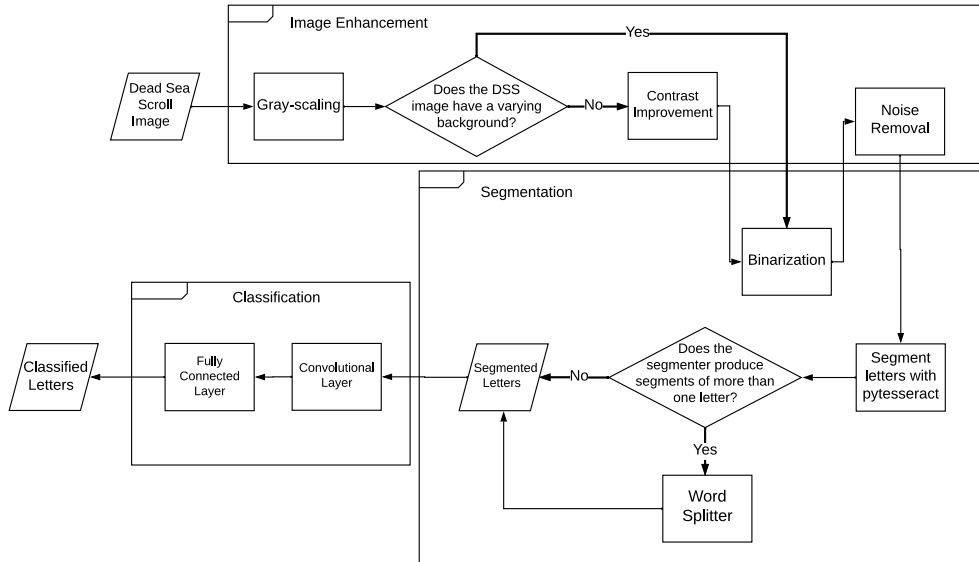 Image Enhancement
Yes
Dead Sea
Scroll
Image
Gray-scaling
Does the DSS
image have a varying
background?
No
Contrast
Improvement
Noise
Removal
Segmentation
Binarization
Classification
Classified
Letters
Fully
Connected
Layer
Convolutional
Layer
Segmented
Letters
No
Does the
segmenter produce
segments of more than
one letter?
Segment
letters with
pytesseract
Yes
Word
Splitter